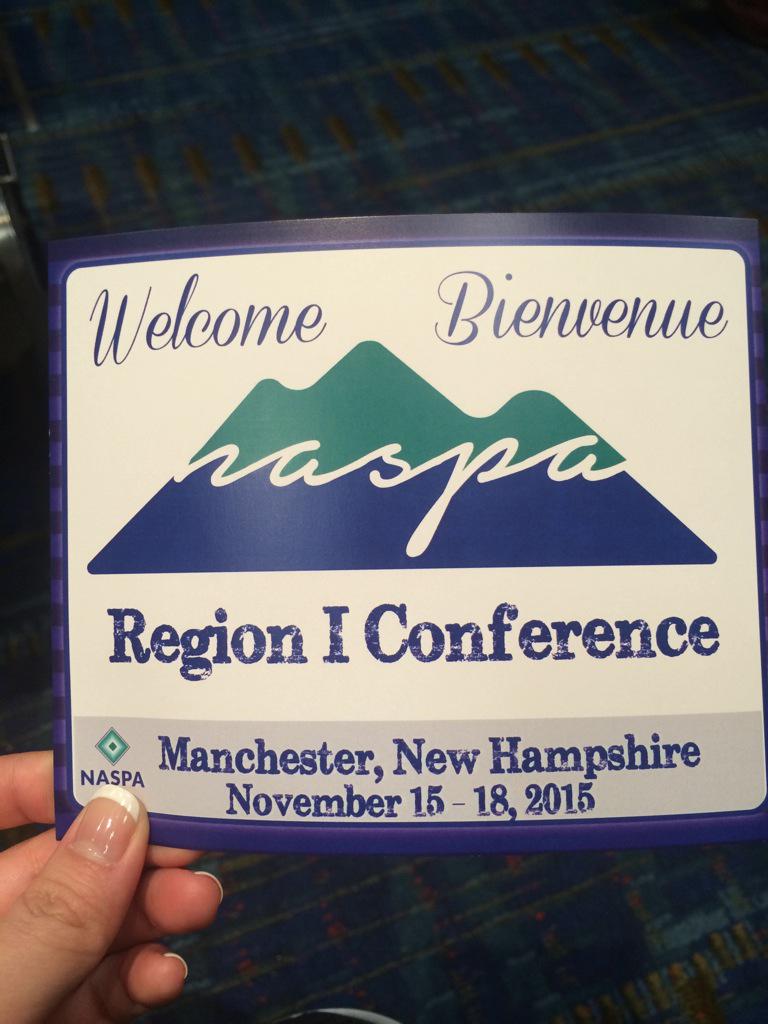 Welcome Bienvenue
naspa
Region I Conference
NASPA
Manchester, New Hampshire
November 15 - 18, 2015